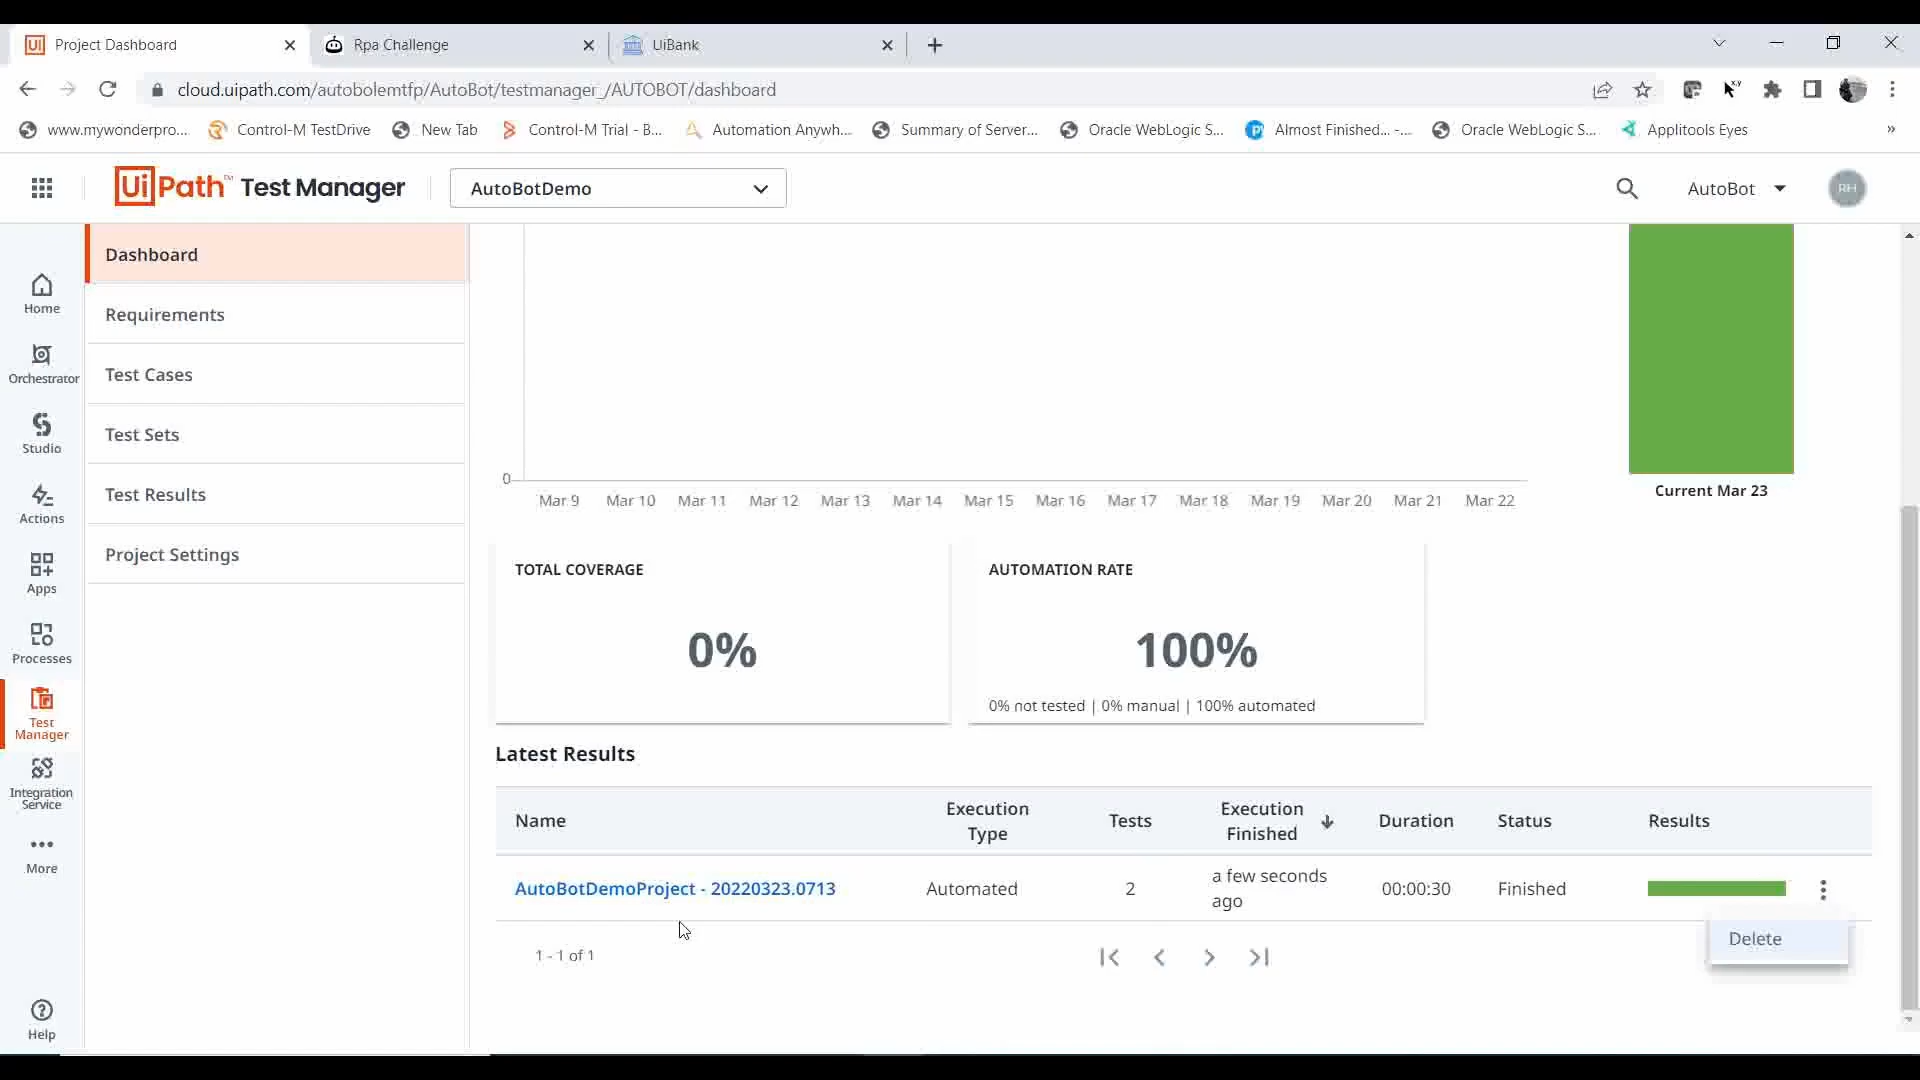 Project Dashboard
Rpa Challenge
UiBank
cloud.uipath.com/autobolemtfp/AutoBot/testmanager_/AUTOBOT/dashboard
www.mywonderpro...
Control-M TestDrive
New Tab
Control-M Trial - B...
Automation Anywh...
Summary of Server...
Oracle WebLogic S...
Almost Finished... -...
Oracle WebLogic S...
Applitools Eyes
»
UiPath™ Test Manager
AutoBotDemo
AutoBot
RH
Home
Orchestrator
Studio
Actions
Apps
Processes
Test
Manager
Integration
Service
More
Help
Dashboard
Requirements
Test Cases
Test Sets
Test Results
Project Settings
0
Mar 9 Mar 10 Mar 11 Mar 12 Mar 13 Mar 14 Mar 15 Mar 16 Mar 17 Mar 18 Mar 19 Mar 20 Mar 21 Mar 22
Current Mar 23
TOTAL COVERAGE
0%
AUTOMATION RATE
100%
0% not tested | 0% manual | 100% automated
Latest Results
Name
Execution
Type
Tests
Execution
Finished
Duration
Status
Results
AutoBotDemoProject - 20220323.0713
Automated
2
a few seconds
ago
00:00:30
Finished
Delete
1 - 1 of 1